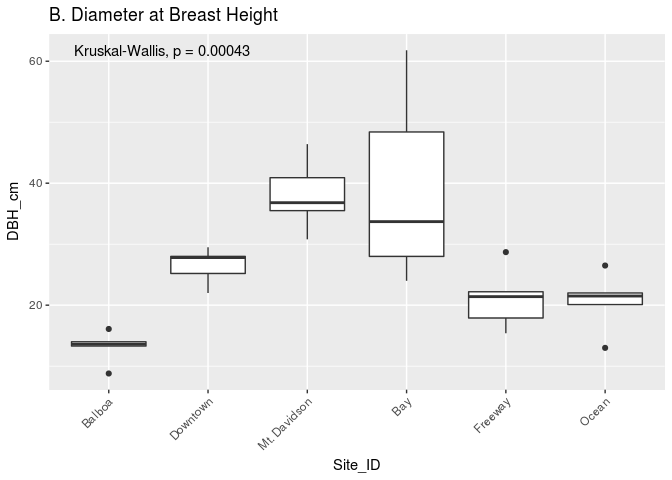 B. Diameter at Breast Height
Kruskal-Wallis, p = 0.00043
60
40
20
DBH_cm
Balboa
Downtown
Mt. Davidson
Bay
Freeway
Ocean
Site_ID